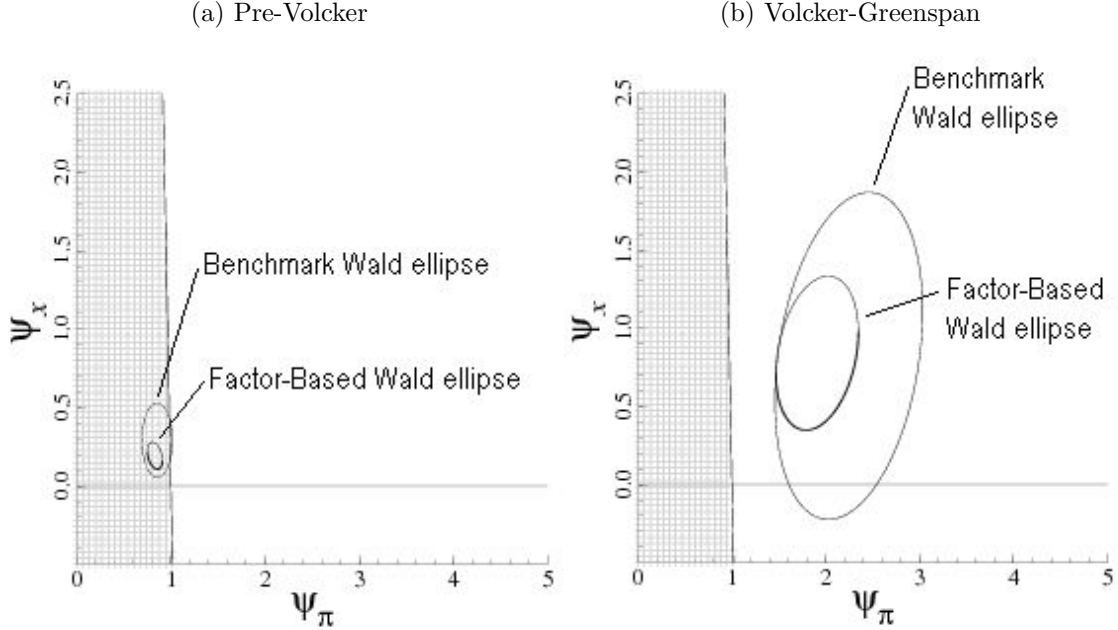 (a) Pre-Volcker
(b) Volcker-Greenspan
2.5
2.0
1.5
1.0
0.5
0.0
ψx
Benchmark Wald ellipse
Factor-Based Wald ellipse
0 1 2 3 4 5
ψπ
2.5
2.0
1.5
1.0
0.5
0.0
ψx
Benchmark
Wald ellipse
Factor-Based
Wald ellipse
0 1 2 3 4 5
ψπ